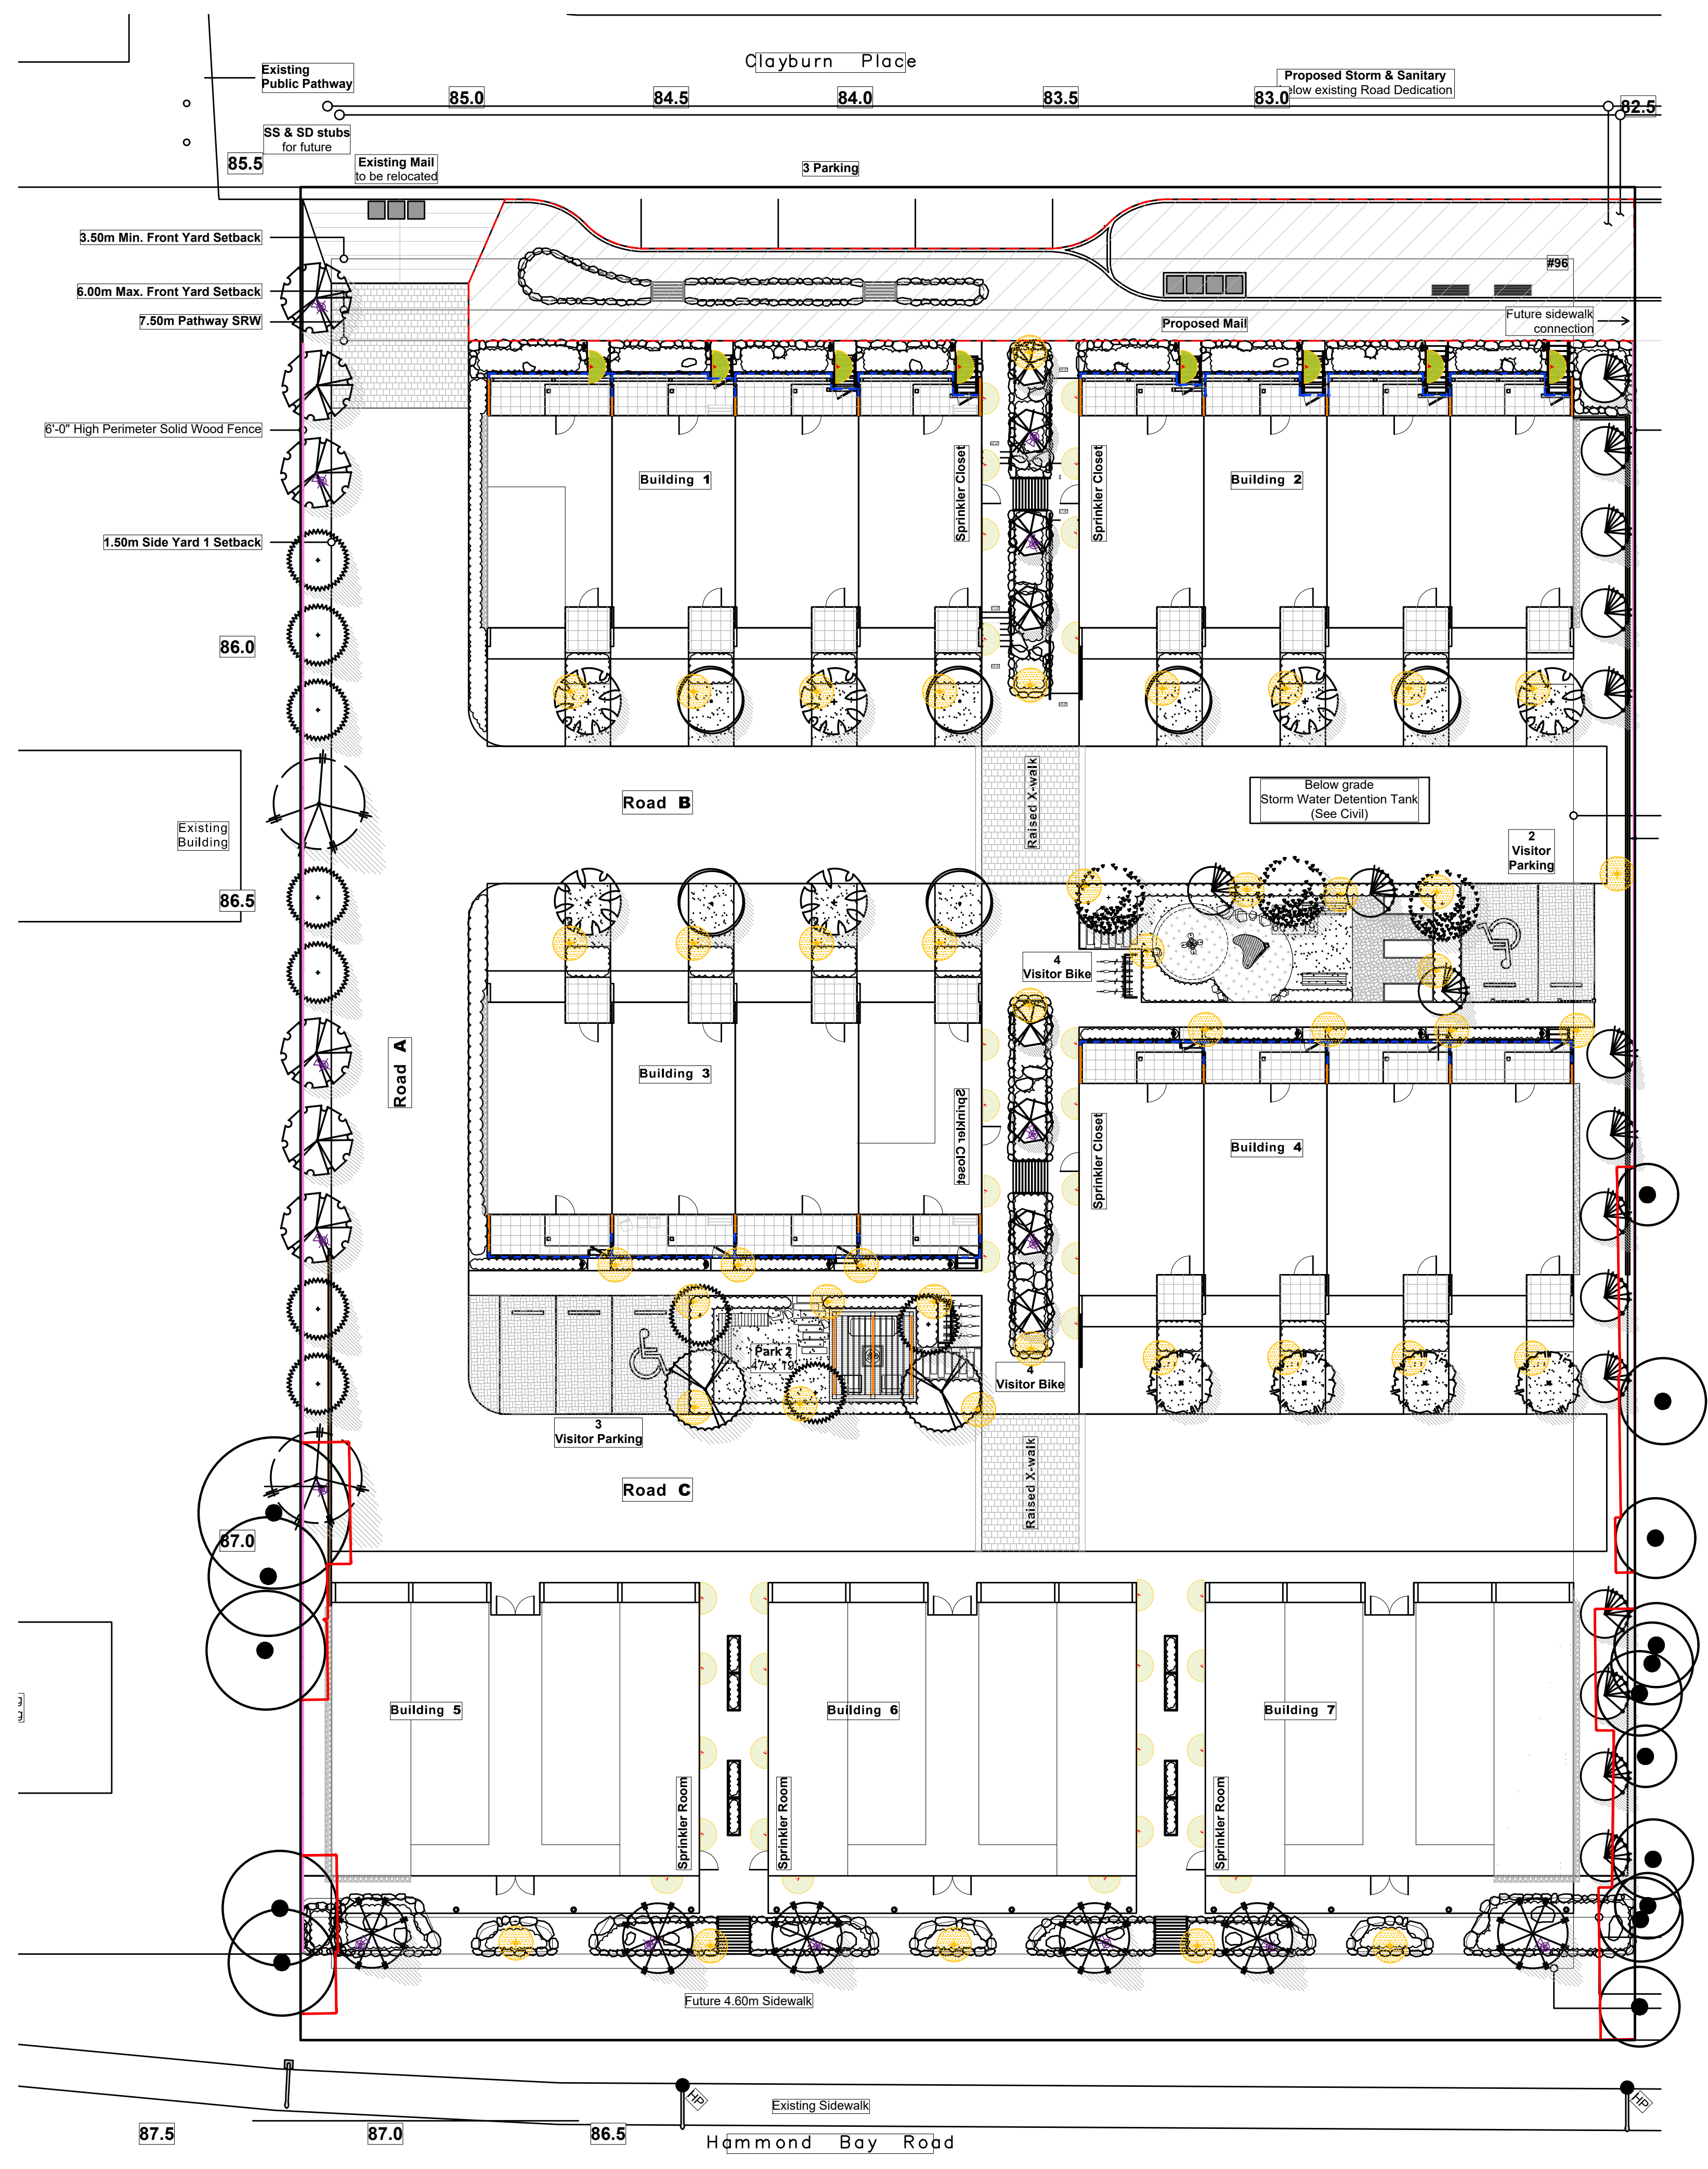 Clayburn Place
Existing
Public Pathway
Proposed Storm & Sanitary
below existing Road Dedication
85.0
84.5
84.0
83.5
83.0
82.5
SS & SD stubs
for future
85.5
Existing Mail
to be relocated
3 Parking
3.50m Min. Front Yard Setback
#96
6.00m Max. Front Yard Setback
7.50m Pathway SRW
Proposed Mail
Future sidewalk
connection
6'-0" High Perimeter Solid Wood Fence
Building 1
Sprinkler Closet
Sprinkler Closet
Building 2
1.50m Side Yard 1 Setback
86.0
Road B
Raised X-walk
Below grade
Storm Water Detention Tank
(See Civil)
Existing
Building
2
Visitor
Parking
86.5
4
Visitor Bike
Road A
Building 3
Sprinkler Closet
Sprinkler Closet
Building 4
Park 2
47' x 19'
4
Visitor Bike
3
Visitor Parking
Road C
Raised X-walk
87.0
Building 5
Building 6
Building 7
Sprinkler Room
Sprinkler Room
Sprinkler Room
Future 4.60m Sidewalk
HP
HP
Existing Sidewalk
87.5
87.0
86.5
Hammond Bay Road